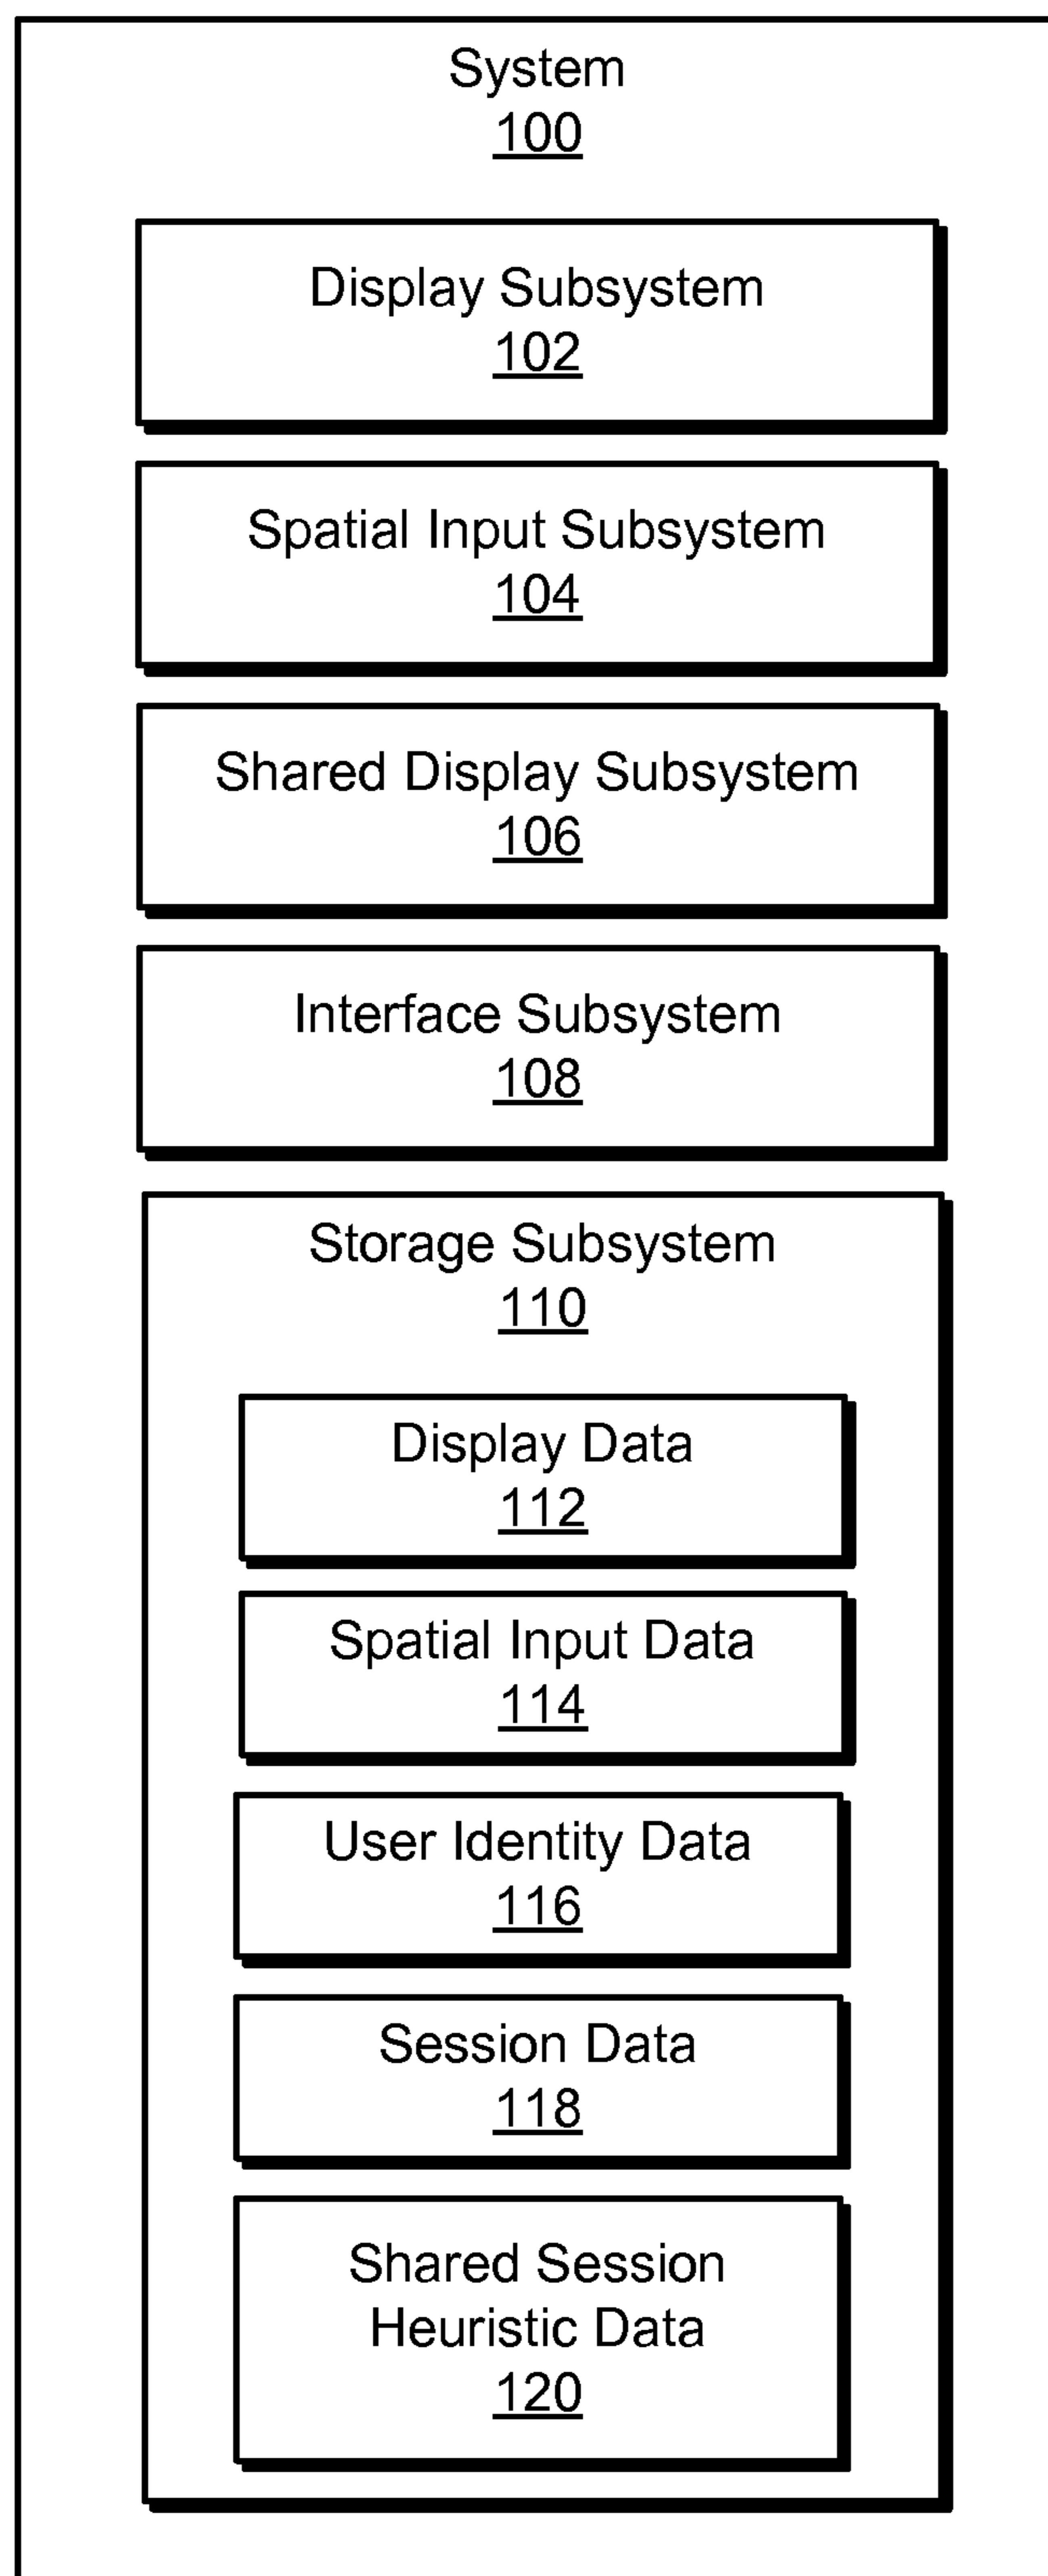 System
100
Display Subsystem
102
Spatial Input Subsystem
104
Shared Display Subsystem
106
Interface Subsystem
108
Storage Subsystem
110
Display Data
112
Spatial Input Data
114
User Identity Data
116
Session Data
118
Shared Session
Heuristic Data
120